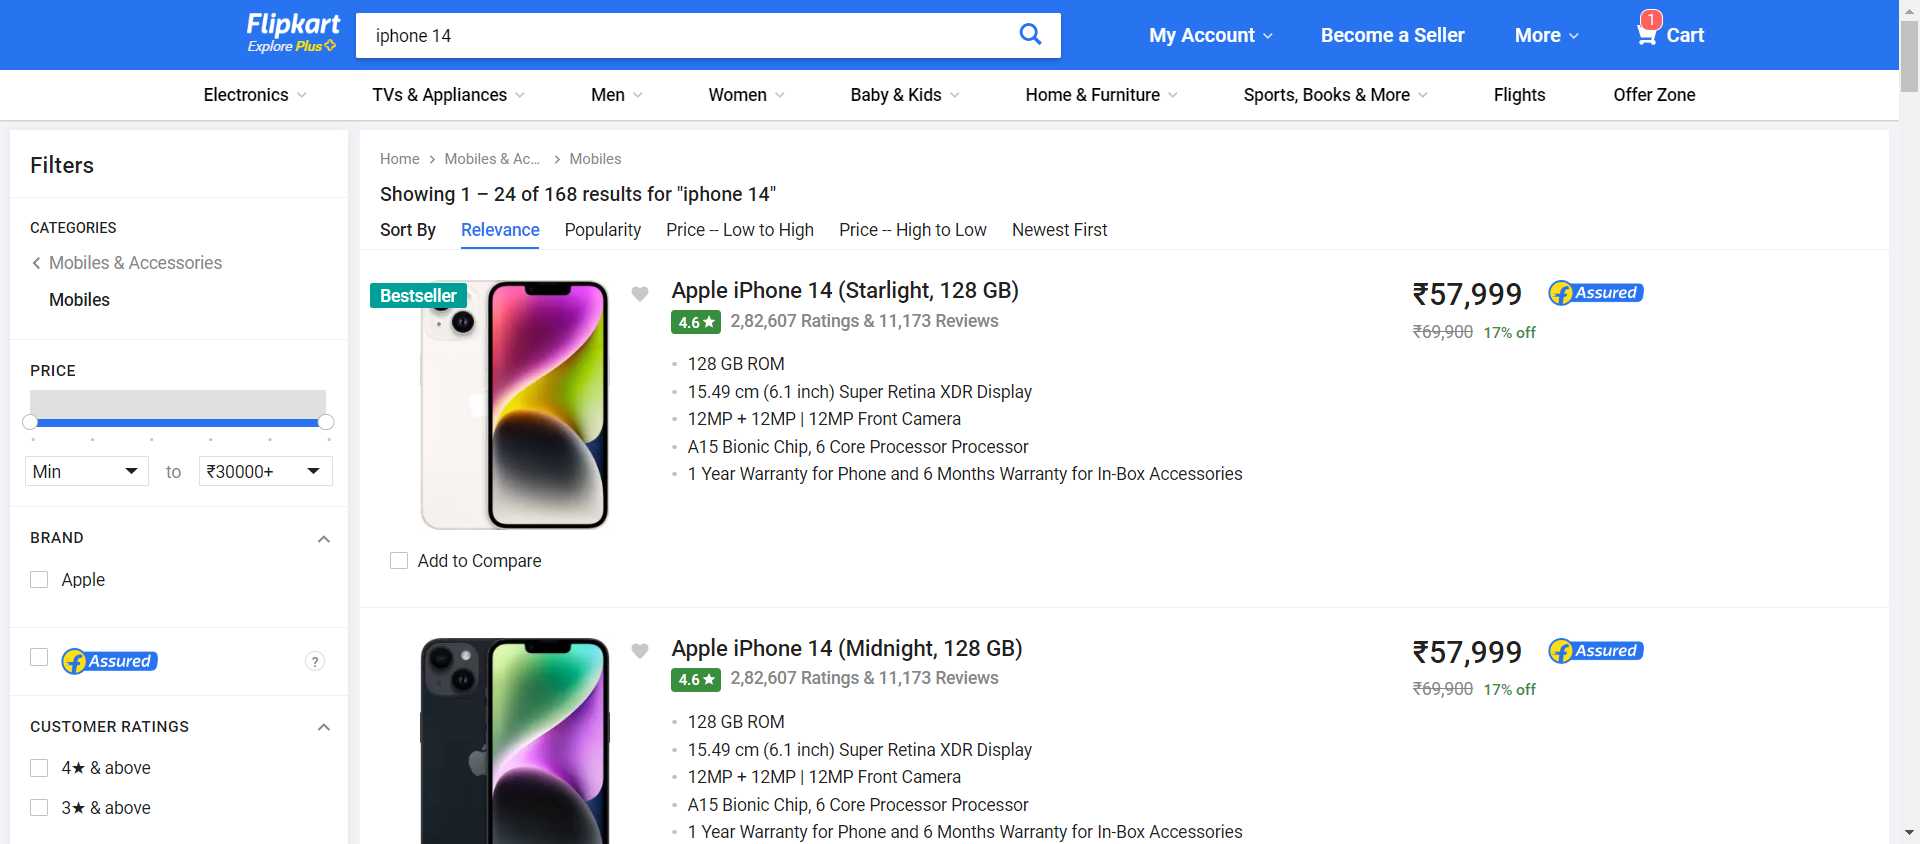 Flipkart
Explore Plus
iphone 14
My Account
Become a Seller
More
1
Cart
Electronics
TVs & Appliances
Men
Women
Baby & Kids
Home & Furniture
Sports, Books & More
Flights
Offer Zone
Filters
CATEGORIES
Mobiles & Accessories
Mobiles
PRICE
Min to ₹30000+
BRAND
Apple
Assured
?
CUSTOMER RATINGS
4★ & above
3★ & above
Home > Mobiles & Ac... > Mobiles
Showing 1 – 24 of 168 results for "iphone 14"
Sort By Relevance Popularity Price -- Low to High Price -- High to Low Newest First
Bestseller
Apple iPhone 14 (Starlight, 128 GB)
4.6★ 2,82,607 Ratings & 11,173 Reviews
128 GB ROM
15.49 cm (6.1 inch) Super Retina XDR Display
12MP + 12MP | 12MP Front Camera
A15 Bionic Chip, 6 Core Processor Processor
1 Year Warranty for Phone and 6 Months Warranty for In-Box Accessories
₹57,999 Assured
₹69,900 17% off
Add to Compare
Apple iPhone 14 (Midnight, 128 GB)
4.6★ 2,82,607 Ratings & 11,173 Reviews
128 GB ROM
15.49 cm (6.1 inch) Super Retina XDR Display
12MP + 12MP | 12MP Front Camera
A15 Bionic Chip, 6 Core Processor Processor
1 Year Warranty for Phone and 6 Months Warranty for In-Box Accessories
₹57,999 Assured
₹69,900 17% off